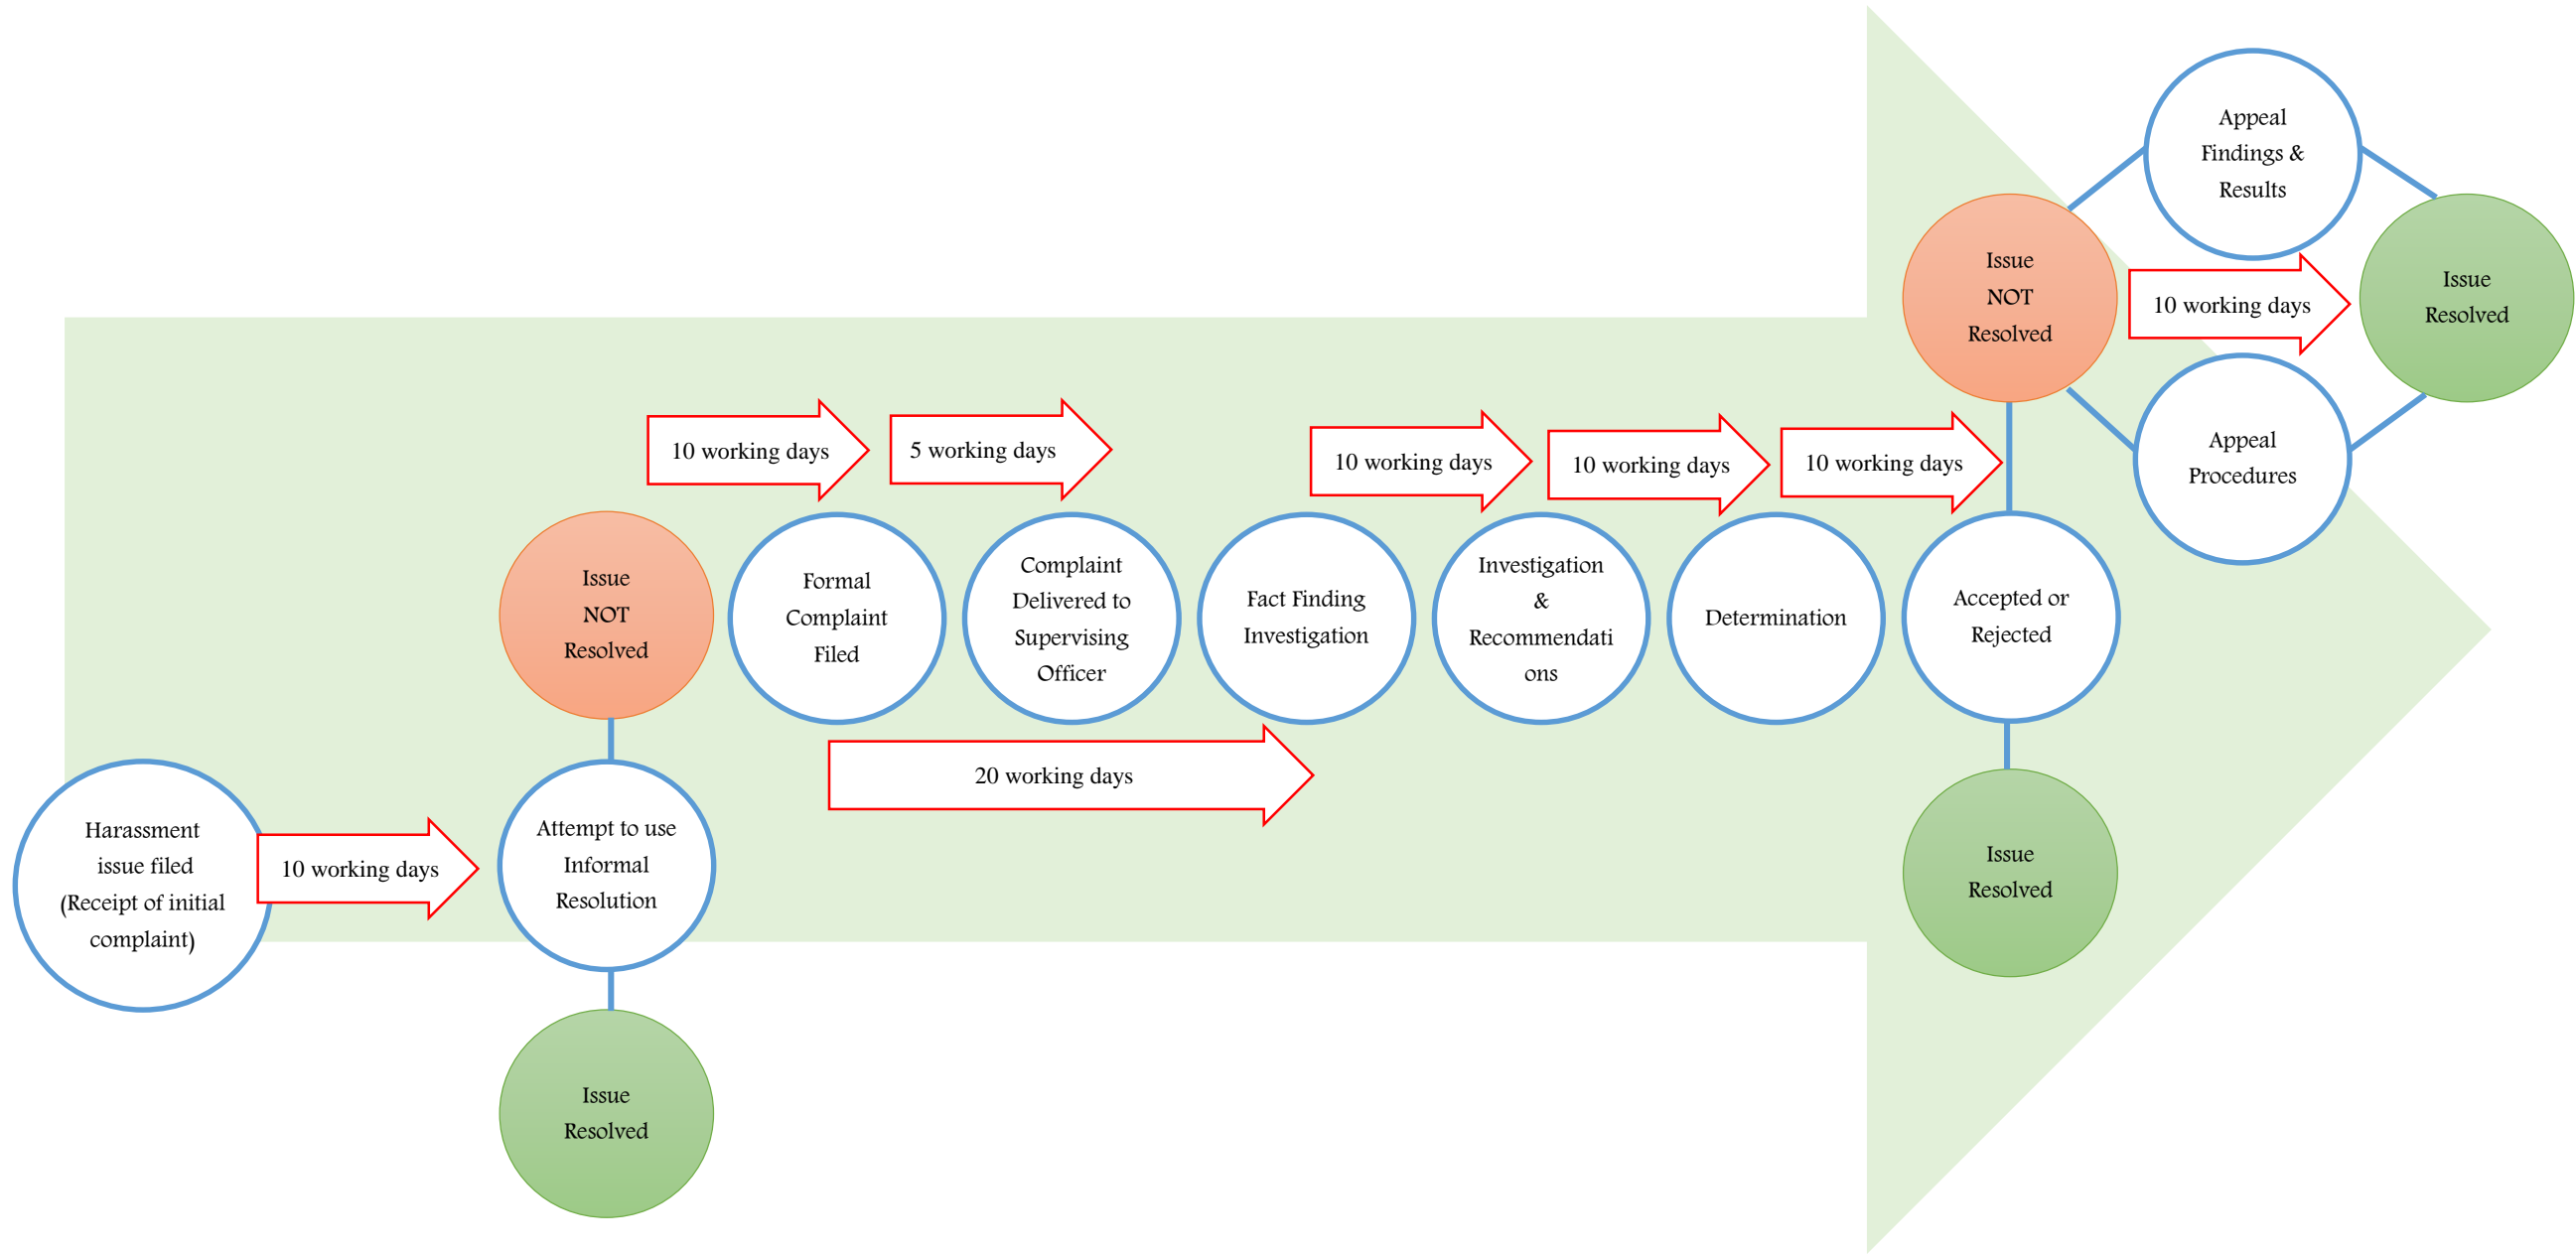 Harassment
issue filed
(Receipt of initial
complaint)
10 working days
Attempt to use
Informal
Resolution
Issue
Resolved
Issue
NOT
Resolved
10 working days
Formal
Complaint
Filed
5 working days
Complaint
Delivered to
Supervising
Officer
20 working days
Fact Finding
Investigation
10 working days
Investigation
&
Recommendati
ons
10 working days
Determination
10 working days
Accepted or
Rejected
Issue
Resolved
Issue
NOT
Resolved
Appeal
Findings &
Results
10 working days
Appeal
Procedures
Issue
Resolved